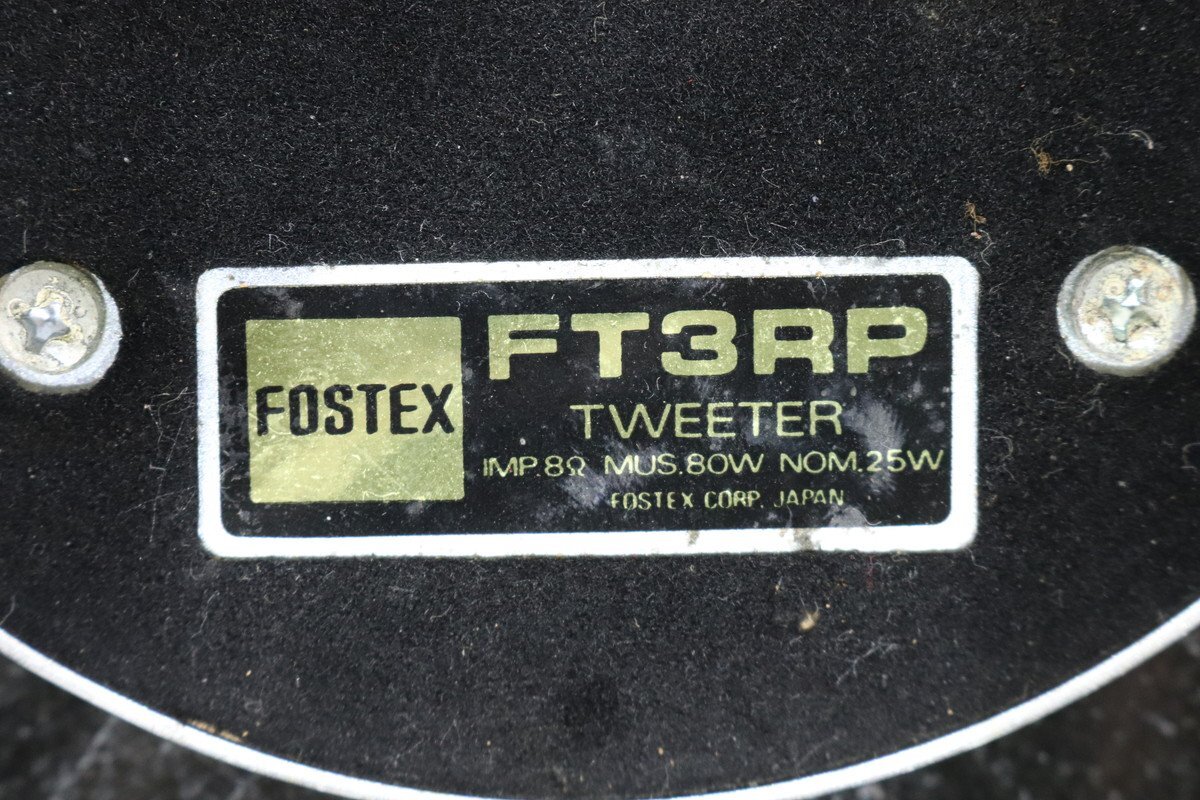 FOSTEX
FT3RP
TWEETER
IMP.8Ω MUS.80W NOM.25W
FOSTEX CORP. JAPAN